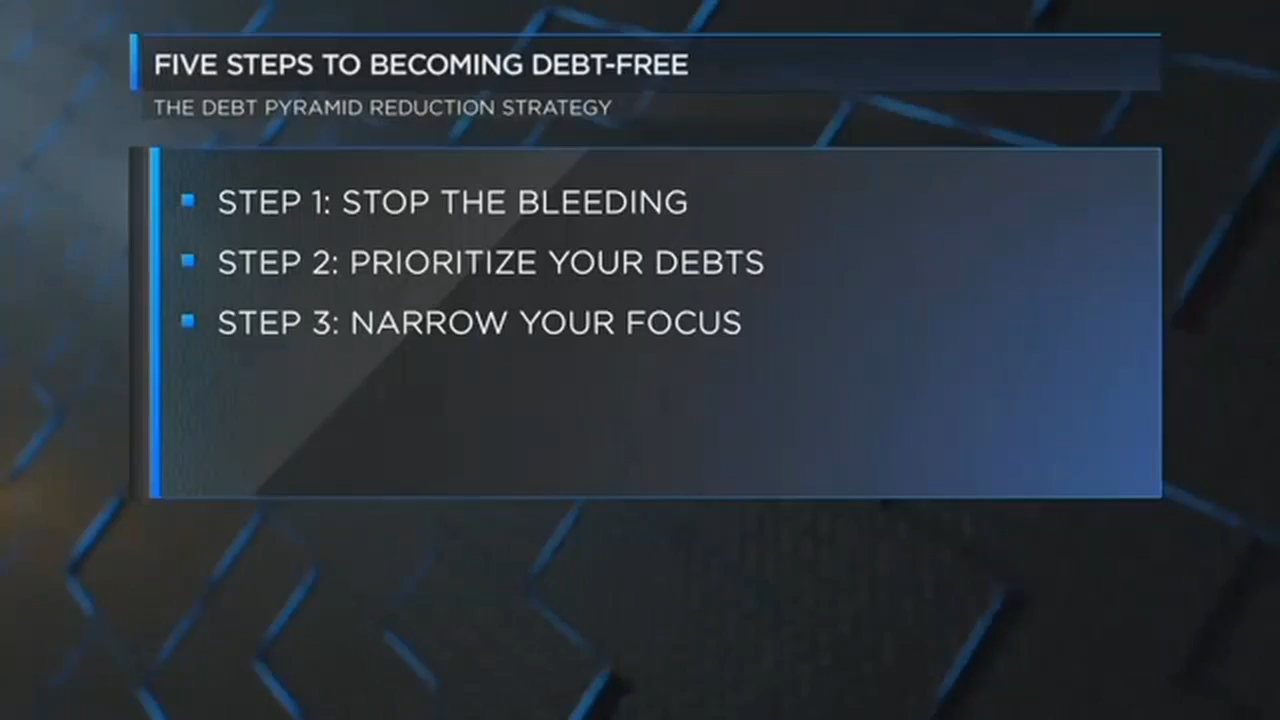 FIVE STEPS TO BECOMING DEBT-FREE
THE DEBT PYRAMID REDUCTION STRATEGY
STEP 1: STOP THE BLEEDING
STEP 2: PRIORITIZE YOUR DEBTS
STEP 3: NARROW YOUR FOCUS